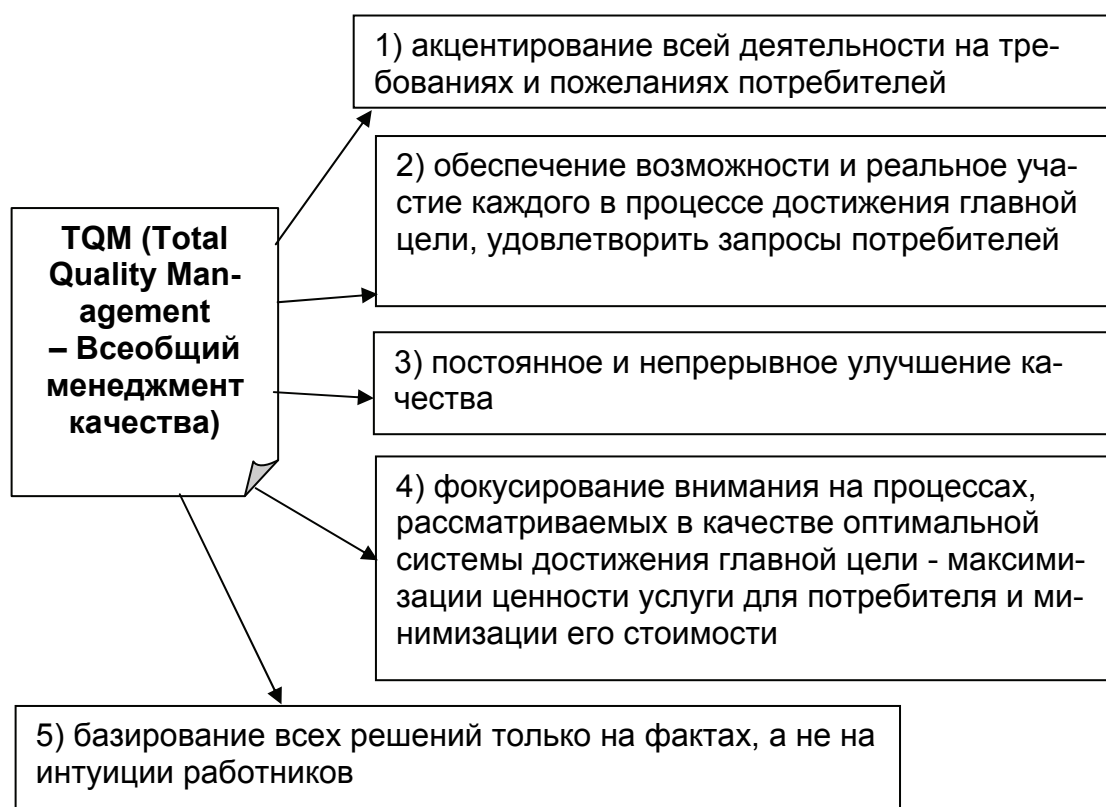 1) акцентирование всей деятельности на тре-
бованиях и пожеланиях потребителей
2) обеспечение возможности и реальное уча-
стие каждого в процессе достижения главной
цели, удовлетворить запросы потребителей
TQM (Total
Quality Man-
agement
– Всеобщий
менеджмент
качества)
3) постоянное и непрерывное улучшение ка-
чества
4) фокусирование внимания на процессах,
рассматриваемых в качестве оптимальной
системы достижения главной цели - максими-
зации ценности услуги для потребителя и ми-
нимизации его стоимости
5) базирование всех решений только на фактах, а не на
интуиции работников